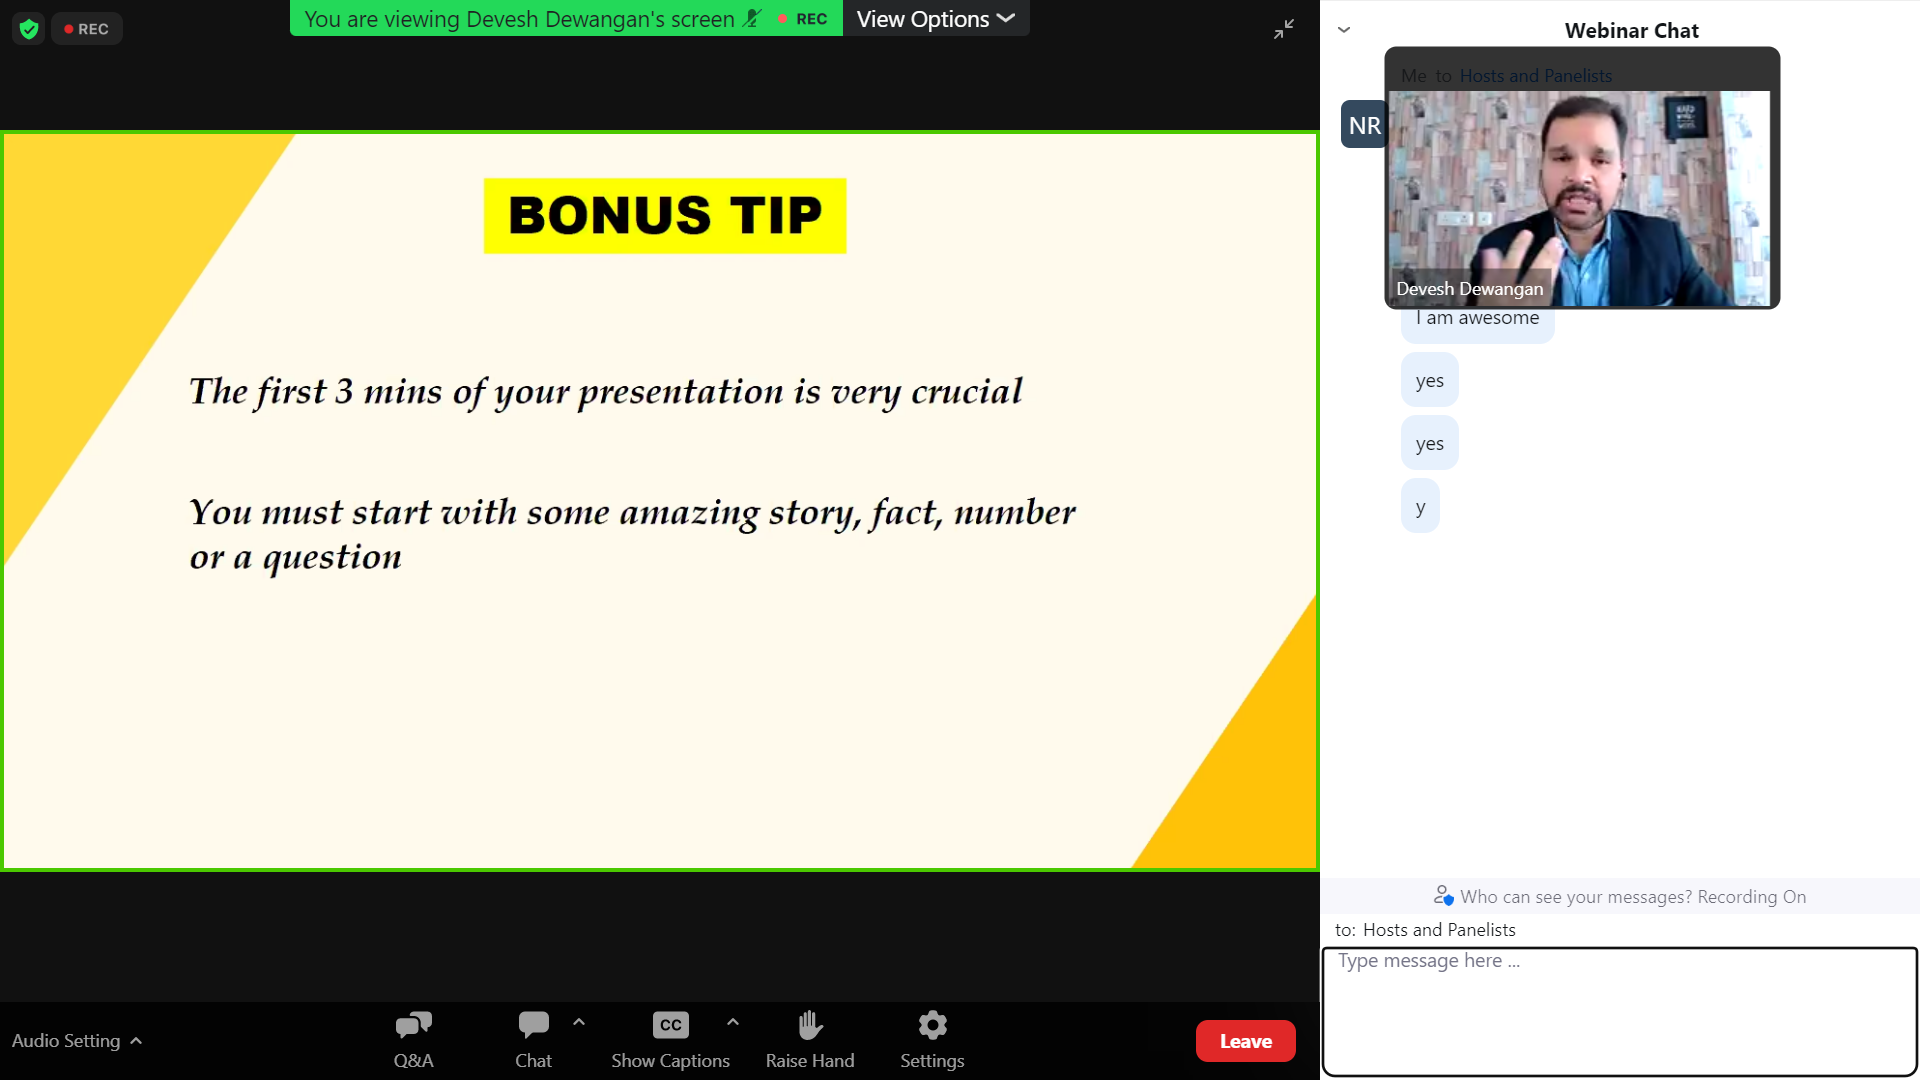 REC
You are viewing Devesh Dewangan's screen
REC
View Options
BONUS TIP
The first 3 mins of your presentation is very crucial
You must start with some amazing story, fact, number
or a question
Audio Setting
Q&A
Chat
CC
Show Captions
Raise Hand
Settings
Leave
Webinar Chat
Me to Hosts and Panelists
NR
HARD
WORK
Devesh Dewangan
I am awesome
yes
yes
y
Who can see your messages? Recording On
to: Hosts and Panelists
Type message here ...